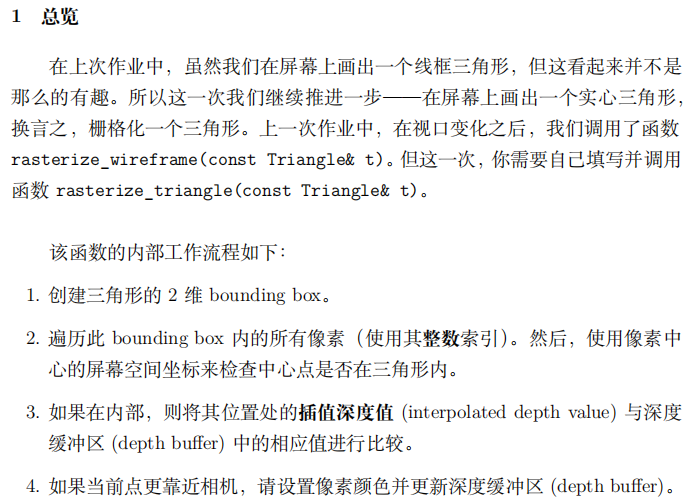 1 总览
在上次作业中，虽然我们在屏幕上画出一个线框三角形，但这看起来并不是
那么的有趣。所以这一次我们继续推进一步——在屏幕上画出一个实心三角形，
换言之，栅格化一个三角形。上一次作业中，在视口变化之后，我们调用了函数
rasterize_wireframe(const Triangle& t)。但这一次，你需要自己填写并调用
函数 rasterize_triangle(const Triangle& t)。
该函数的内部工作流程如下：
1. 创建三角形的 2 维 bounding box。
2. 遍历此 bounding box 内的所有像素（使用其整数索引）。然后，使用像素中
心的屏幕空间坐标来检查中心点是否在三角形内。
3. 如果在内部，则将其位置处的插值深度值 (interpolated depth value) 与深度
缓冲区 (depth buffer) 中的相应值进行比较。
4. 如果当前点更靠近相机，请设置像素颜色并更新深度缓冲区 (depth buffer)。